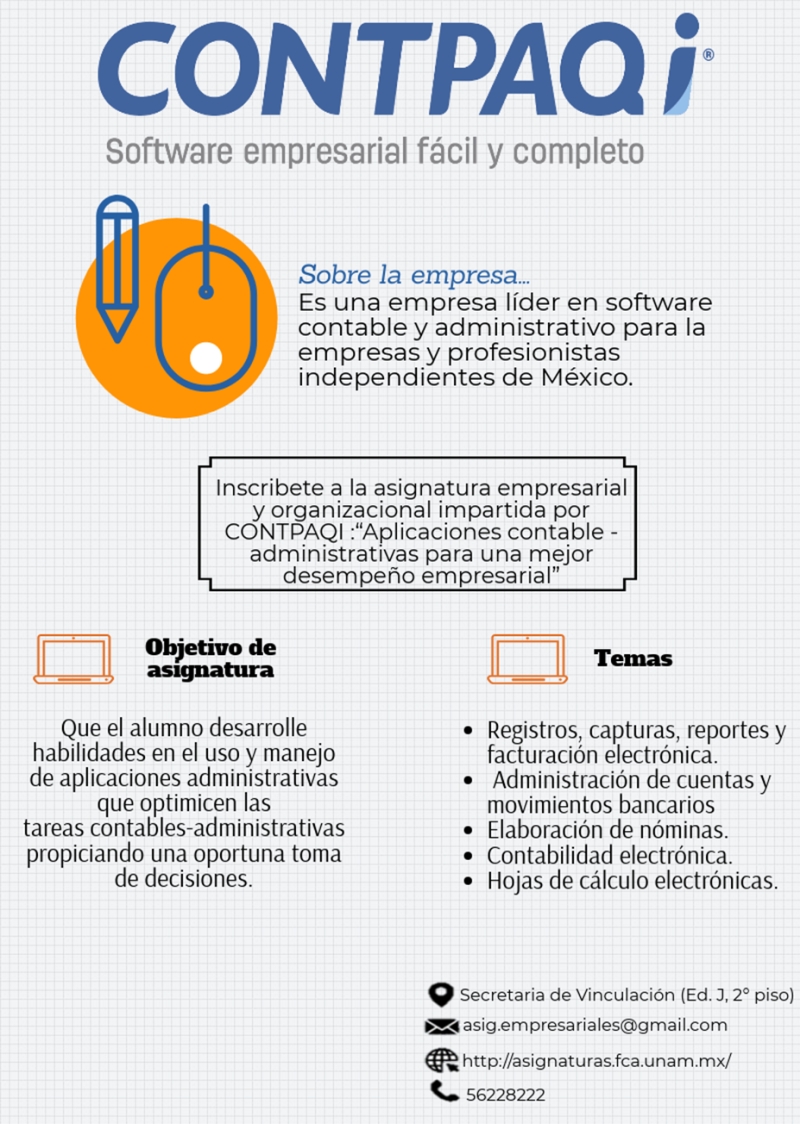 CONTPAQi®
Software empresarial fácil y completo
Sobre la empresa...
Es una empresa líder en software
contable y administrativo para la
empresas y profesionistas
independientes de México.
Inscribete a la asignatura empresarial
y organizacional impartida por
CONTPAQI :“Aplicaciones contable -
administrativas para una mejor
desempeño empresarial”
Objetivo de
asignatura
Que el alumno desarrolle
habilidades en el uso y manejo
de aplicaciones administrativas
que optimicen las
tareas contables-administrativas
propiciando una oportuna toma
de decisiones.
Temas
• Registros, capturas, reportes y
facturación electrónica.
• Administración de cuentas y
movimientos bancarios
• Elaboración de nóminas.
• Contabilidad electrónica.
• Hojas de cálculo electrónicas.
Secretaria de Vinculación (Ed. J, 2º piso)
asig.empresariales@gmail.com
http://asignaturas.fca.unam.mx/
56228222